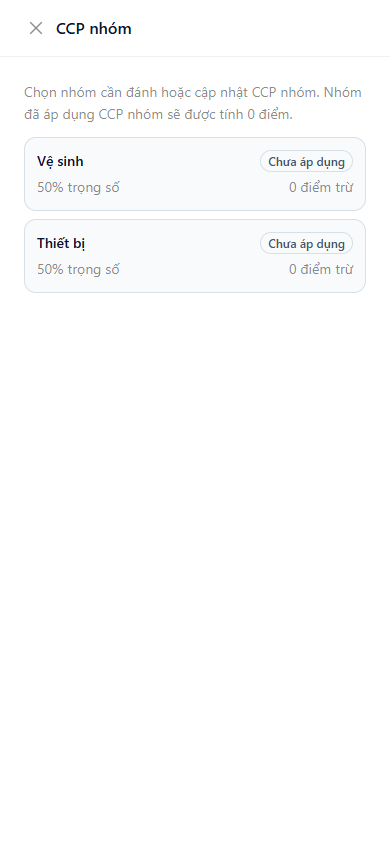 CCP nhóm
Chọn nhóm cần đánh hoặc cập nhật CCP nhóm. Nhóm
đã áp dụng CCP nhóm sẽ được tính 0 điểm.
Vệ sinh
Chưa áp dụng
50% trọng số
0 điểm trừ
Thiết bị
Chưa áp dụng
50% trọng số
0 điểm trừ